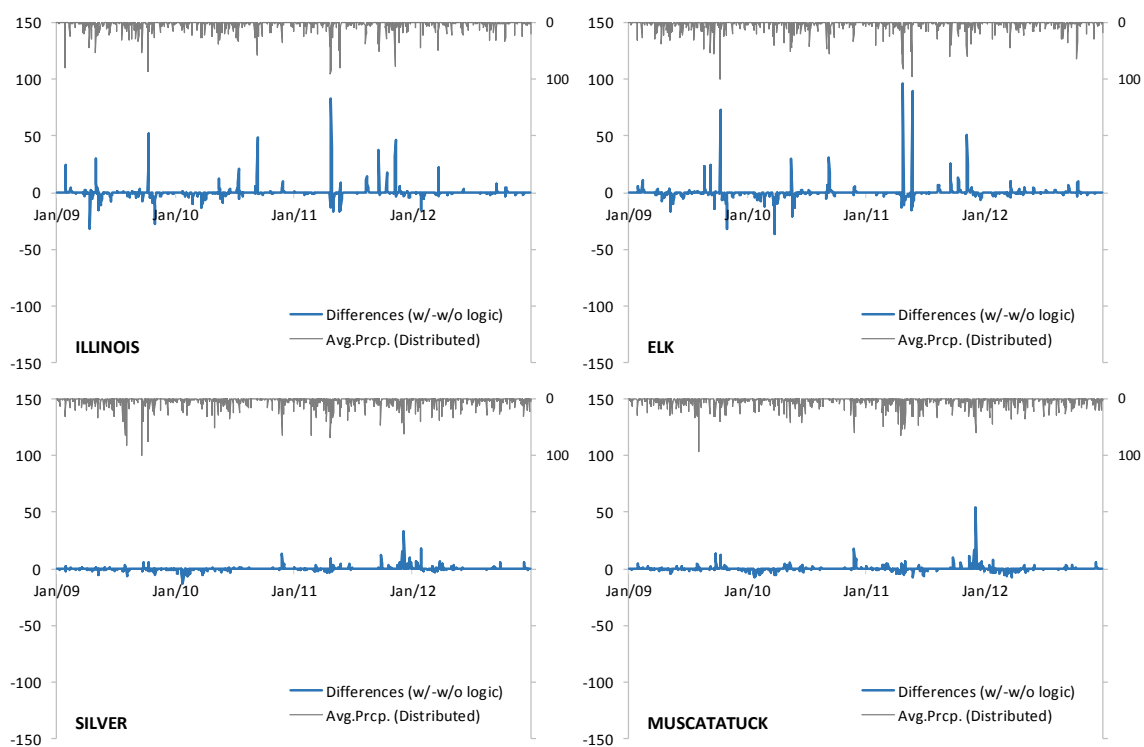 150 0
100 100
50
0
Jan/09 Jan/10 Jan/11 Jan/12
-50
-100
Differences (w/-w/o logic)
Avg.Prcp. (Distributed)
ILLINOIS
-150
150 0
100 100
50
0
Jan/09 Jan/10 Jan/11 Jan/12
-50
-100
Differences (w/-w/o logic)
Avg.Prcp. (Distributed)
ELK
-150
150 0
100 100
50
0
Jan/09 Jan/10 Jan/11 Jan/12
-50
-100
Differences (w/-w/o logic)
Avg.Prcp. (Distributed)
SILVER
-150
150 0
100 100
50
0
Jan/09 Jan/10 Jan/11 Jan/12
-50
-100
Differences (w/-w/o logic)
Avg.Prcp. (Distributed)
MUSCATATUCK
-150